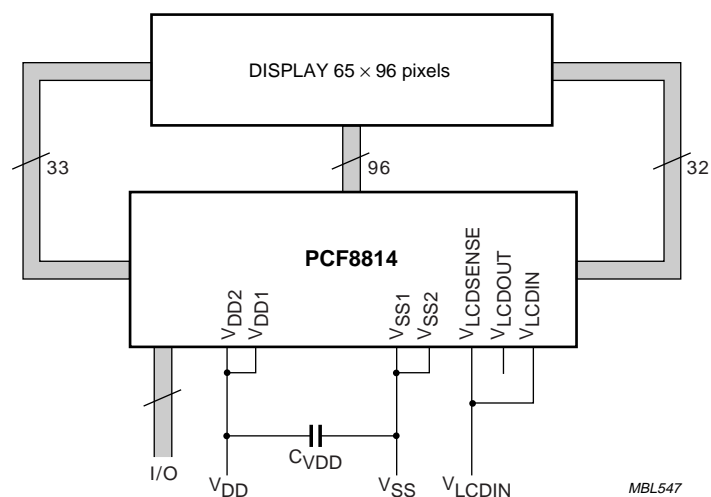 DISPLAY 65 × 96 pixels
33
96
32
PCF8814
VDD2
VDD1
VSS1
VSS2
VLCDSENSE
VLCDOUT
VLCDIN
I/O
VDD
CVDD
VSS
VLCDIN
MBL547